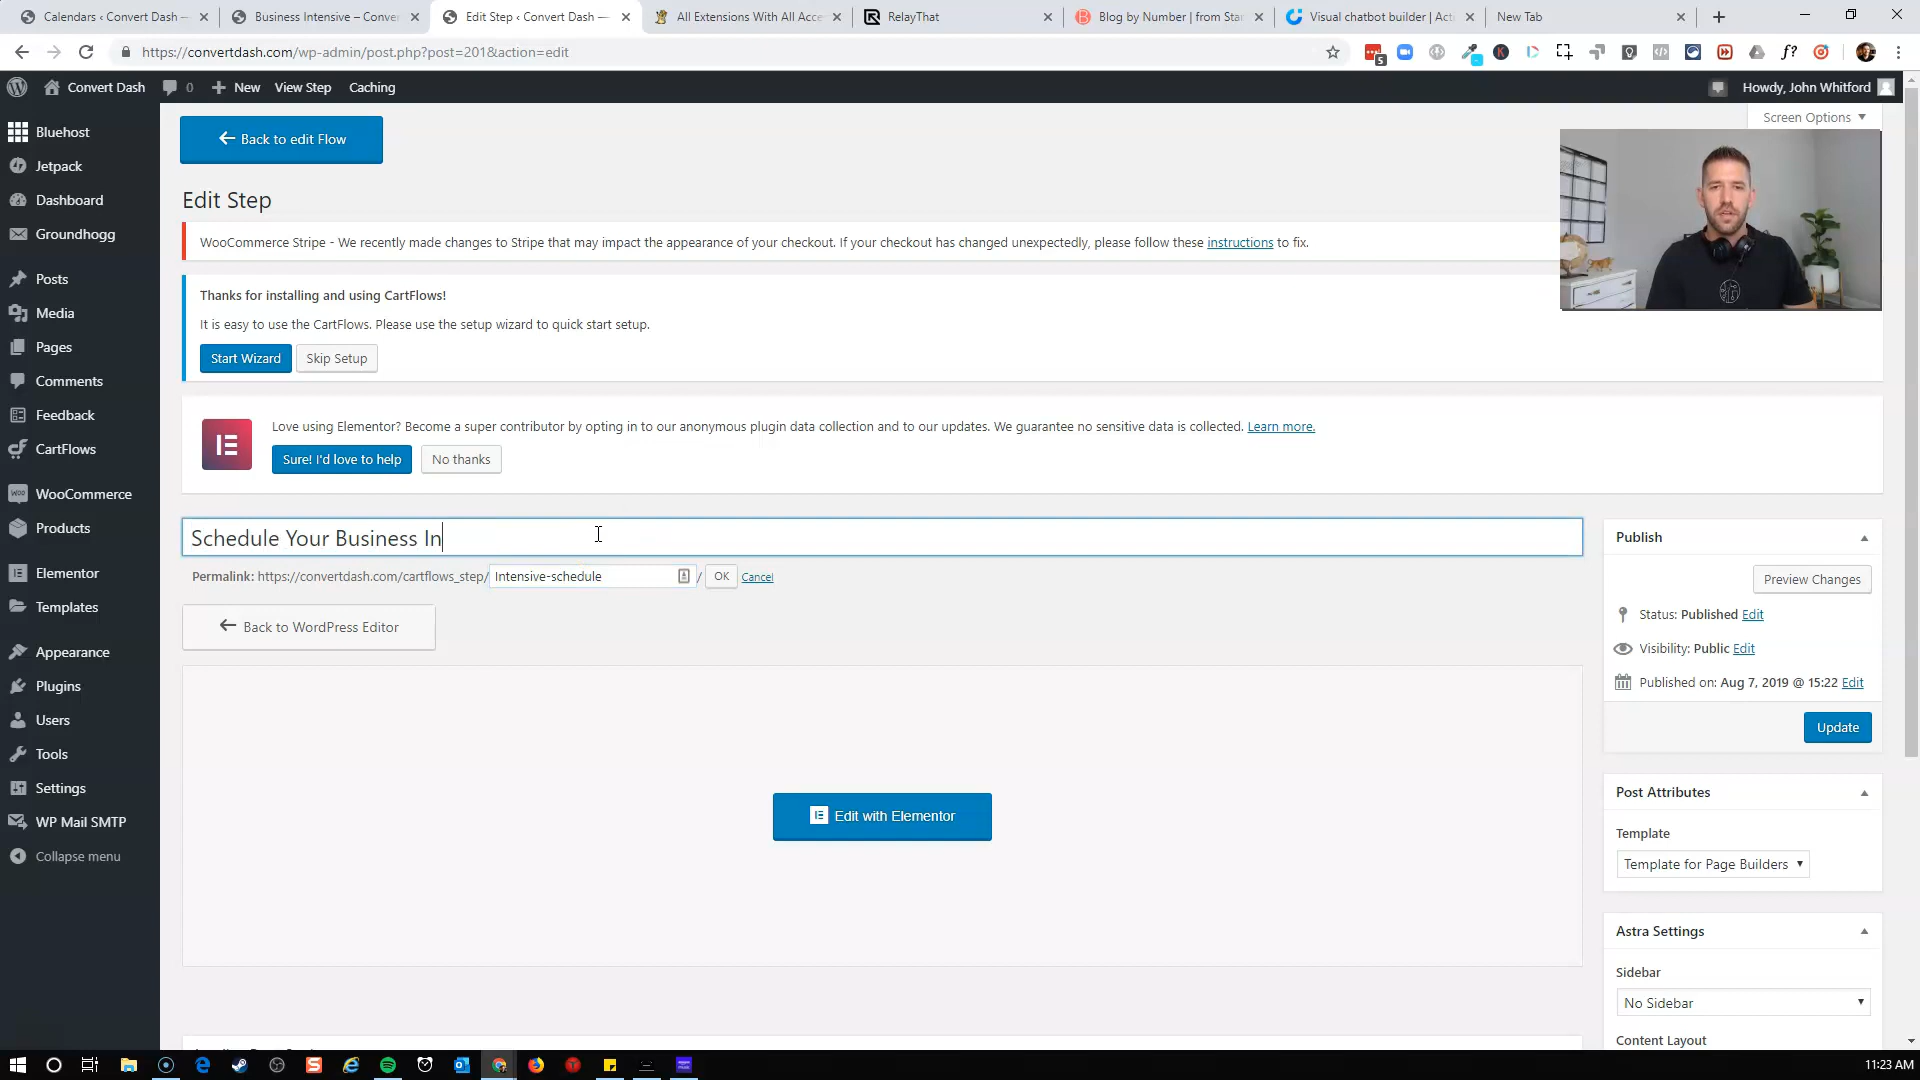 Calendars ‹ Convert Dash —
Business Intensive – Conver
Edit Step ‹ Convert Dash —
All Extensions With All Acce
RelayThat
Blog by Number | from Star
Visual chatbot builder | Acti
New Tab
https://convertdash.com/wp-admin/post.php?post=201&action=edit
5
f?
Convert Dash
0
New
View Step
Caching
Howdy, John Whitford
Screen Options
Bluehost
Jetpack
Dashboard
Groundhogg
Posts
Media
Pages
Comments
Feedback
CartFlows
WooCommerce
Products
Elementor
Templates
Appearance
Plugins
Users
Tools
Settings
WP Mail SMTP
Collapse menu
Back to edit Flow
Edit Step
WooCommerce Stripe - We recently made changes to Stripe that may impact the appearance of your checkout. If your checkout has changed unexpectedly, please follow these instructions to fix.
Thanks for installing and using CartFlows!
It is easy to use the CartFlows. Please use the setup wizard to quick start setup.
Start Wizard
Skip Setup
Love using Elementor? Become a super contributor by opting in to our anonymous plugin data collection and to our updates. We guarantee no sensitive data is collected. Learn more.
Sure! I'd love to help
No thanks
Schedule Your Business In
Permalink: https://convertdash.com/cartflows_step/ Intensive-schedule / OK Cancel
Back to WordPress Editor
Edit with Elementor
Publish
Preview Changes
Status: Published Edit
Visibility: Public Edit
Published on: Aug 7, 2019 @ 15:22 Edit
Update
Post Attributes
Template
Template for Page Builders
Astra Settings
Sidebar
No Sidebar
Content Layout
11:23 AM